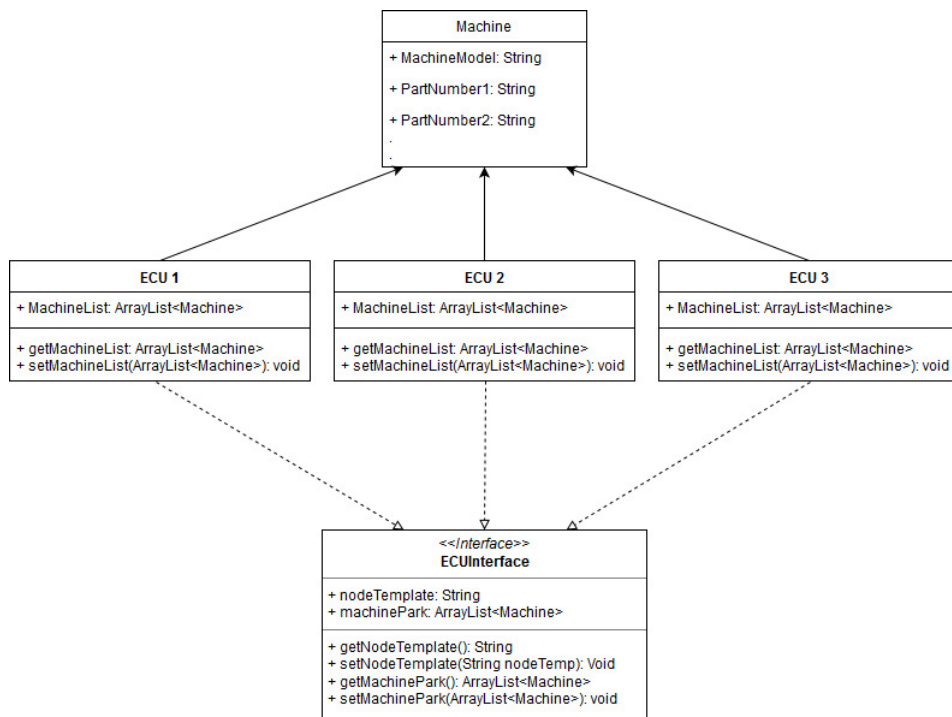 Machine
+ MachineModel: String
+ PartNumber1: String
+ PartNumber2: String
.
.
ECU 1
+ MachineList: ArrayList<Machine>
+ getMachineList: ArrayList<Machine>
+ setMachineList(ArrayList<Machine>): void
ECU 2
+ MachineList: ArrayList<Machine>
+ getMachineList: ArrayList<Machine>
+ setMachineList(ArrayList<Machine>): void
ECU 3
+ MachineList: ArrayList<Machine>
+ getMachineList: ArrayList<Machine>
+ setMachineList(ArrayList<Machine>): void
<<Interface>>
ECUInterface
+ nodeTemplate: String
+ machinePark: ArrayList<Machine>
+ getNodeTemplate(): String
+ setNodeTemplate(String nodeTemp): Void
+ getMachinePark(): ArrayList<Machine>
+ setMachinePark(ArrayList<Machine>): void